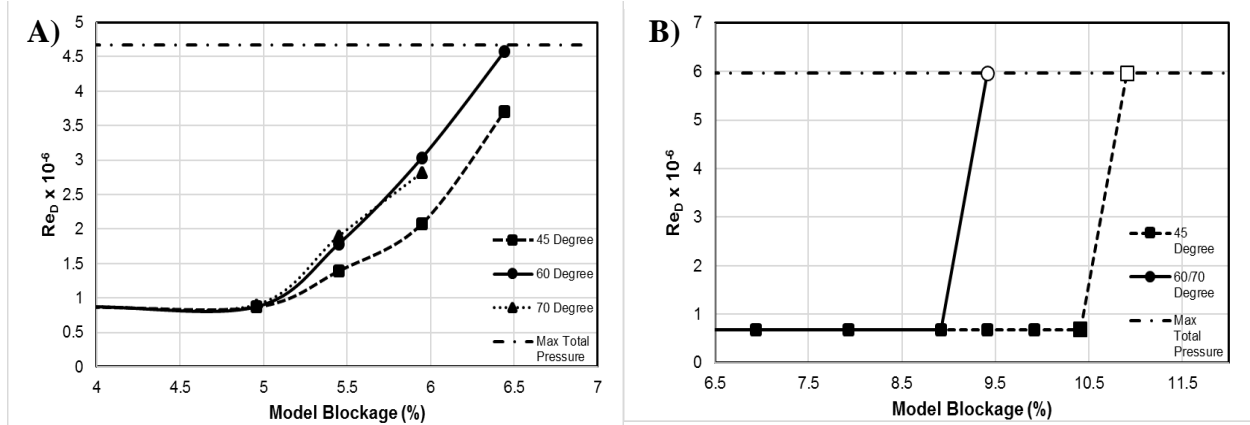 A)
5
4.5
4
3.5
3
2.5
2
1.5
1
0.5
0
Re_D x 10^-6
4
4.5
5
5.5
6
6.5
7
Model Blockage (%)
45 Degree
60 Degree
70 Degree
Max Total
Pressure
B)
7
6
5
4
3
2
1
0
Re_D x 10^-6
6.5
7.5
8.5
9.5
10.5
11.5
Model Blockage (%)
45
Degree
60/70
Degree
Max
Total
Pressure